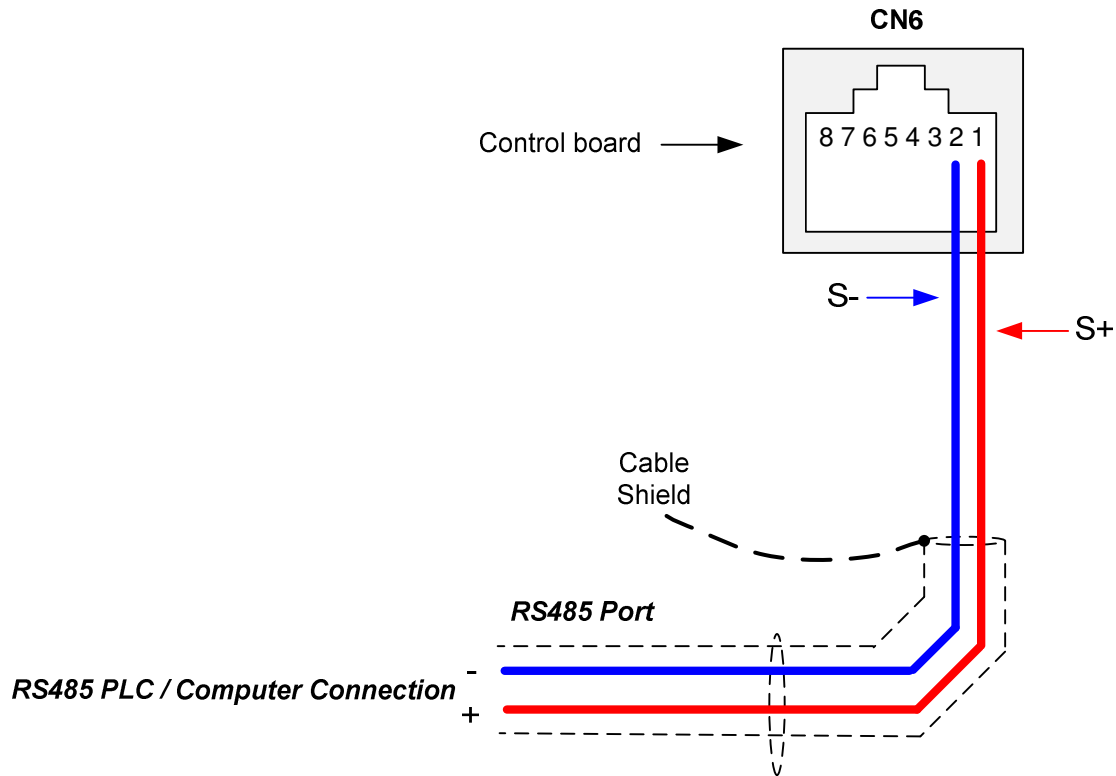 CN6
Control board
8 7 6 5 4 3 2 1
S-
S+
Cable
Shield
RS485 Port
-
RS485 PLC / Computer Connection
+